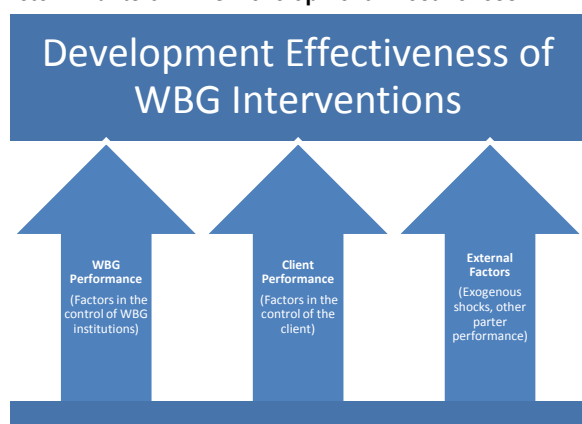 Development Effectiveness of
WBG Interventions
WBG
Performance
(Factors in the
control of WBG
institutions)
Client
Performance
(Factors in the
control of the
client)
External
Factors
(Exogenous
shocks, other
parter
performance)